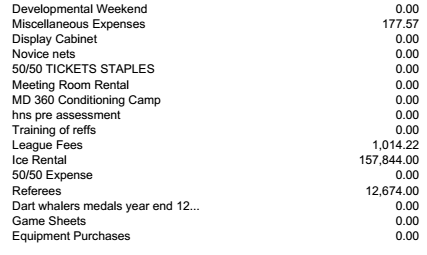 Developmental Weekend 0.00
Miscellaneous Expenses 177.57
Display Cabinet 0.00
Novice nets 0.00
50/50 TICKETS STAPLES 0.00
Meeting Room Rental 0.00
MD 360 Conditioning Camp 0.00
hns pre assessment 0.00
Training of reffs 0.00
League Fees 1,014.22
Ice Rental 157,844.00
50/50 Expense 0.00
Referees 12,674.00
Dart whalers medals year end 12... 0.00
Game Sheets 0.00
Equipment Purchases 0.00